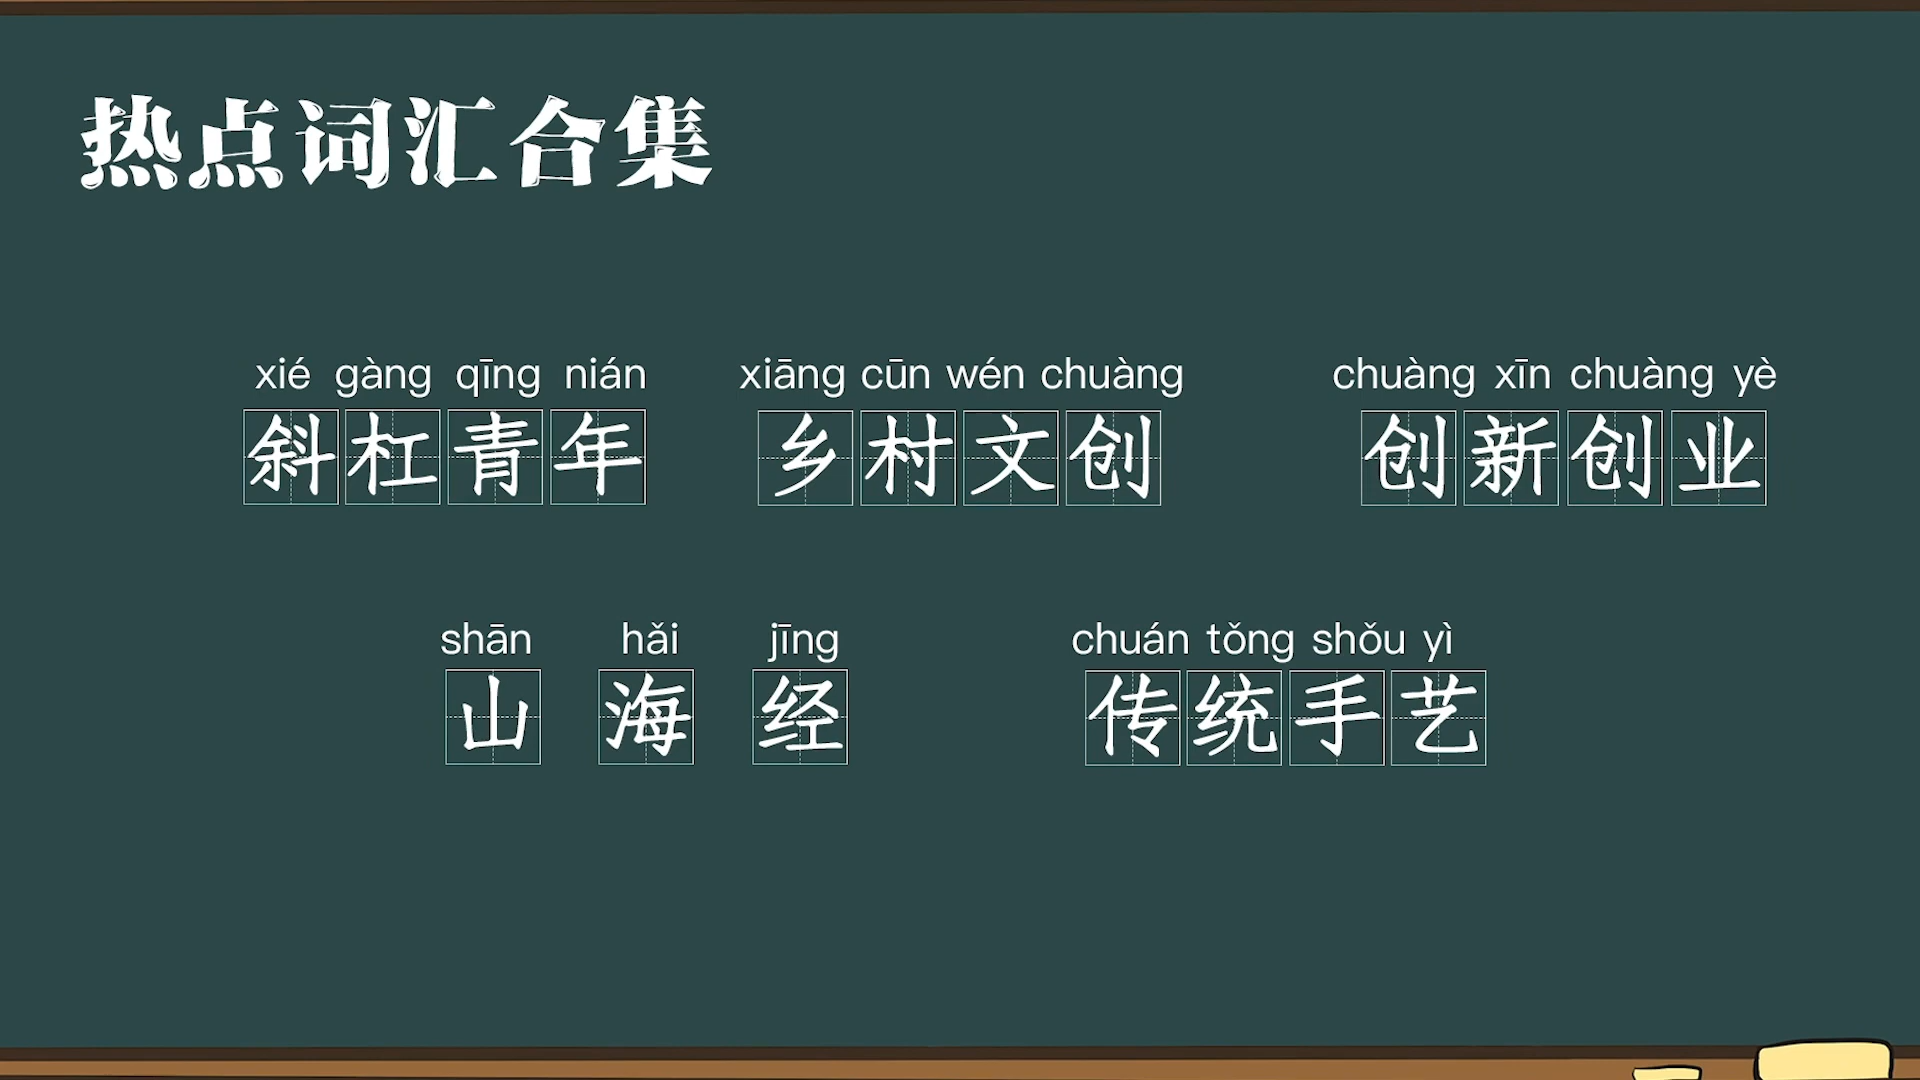 热点词汇合集
xié gàng qīng nián xiāng cūn wén chuàng chuàng xīn chuàng yè
斜杠青年 乡村文创 创新创业
shān hǎi jīng chuán tǒng shǒu yì
山海经 传统手艺